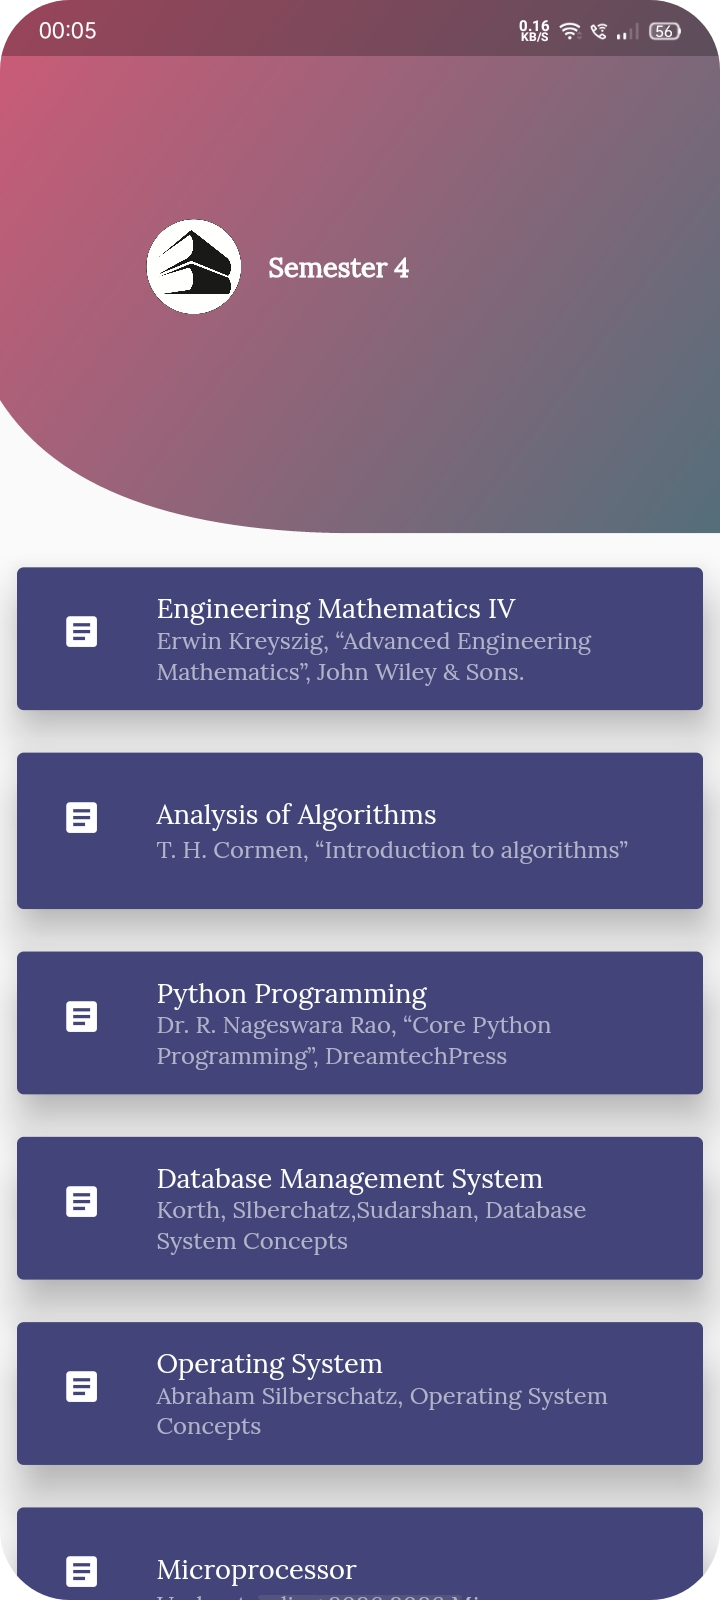 00:05
0.16
KB/S
56
Semester 4
Engineering Mathematics IV
Erwin Kreyszig, “Advanced Engineering
Mathematics”, John Wiley & Sons.
Analysis of Algorithms
T. H. Cormen, “Introduction to algorithms”
Python Programming
Dr. R. Nageswara Rao, “Core Python
Programming”, DreamtechPress
Database Management System
Korth, Slberchatz,Sudarshan, Database
System Concepts
Operating System
Abraham Silberschatz, Operating System
Concepts
Microprocessor